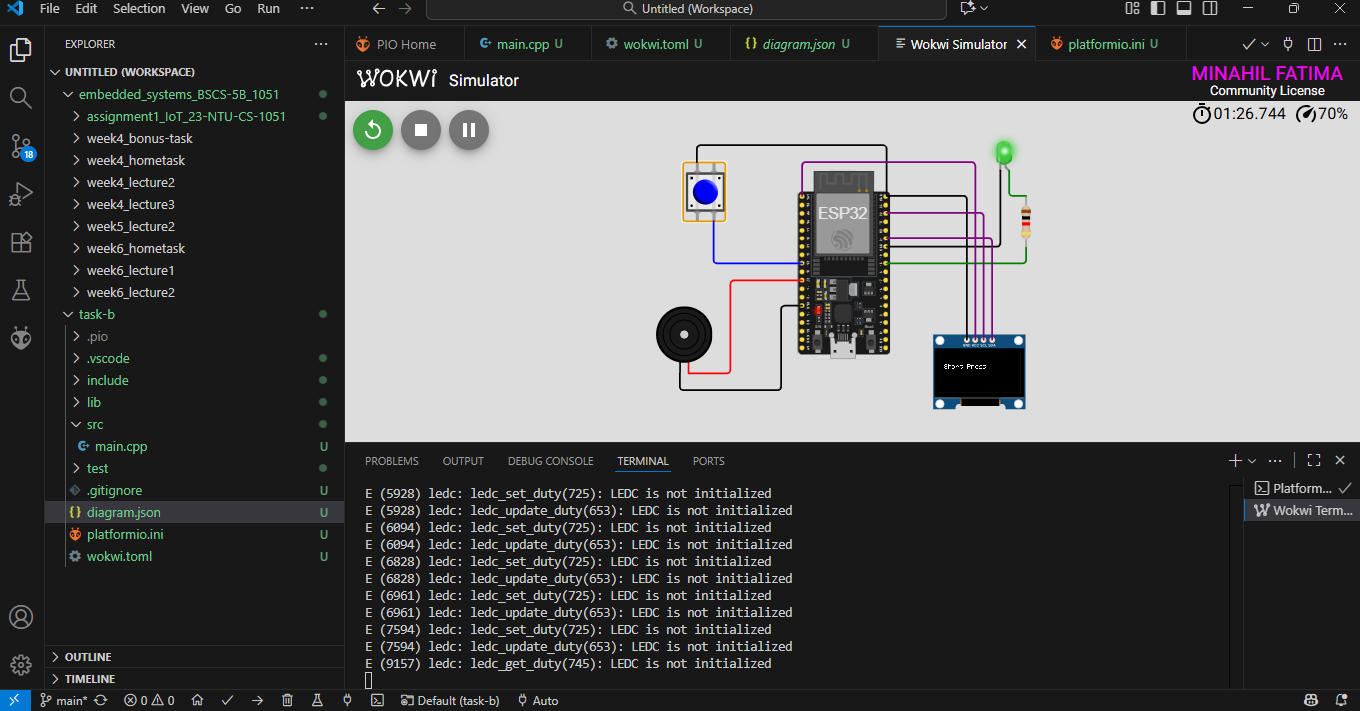 File Edit Selection View Go Run ··· Untitled (Workspace)
EXPLORER ···
UNTITLED (WORKSPACE)
embedded_systems_BSCS-5B_1051
assignment1_IoT_23-NTU-CS-1051
week4_bonus-task
week4_hometask
week4_lecture2
week4_lecture3
week5_lecture2
week6_hometask
week6_lecture1
week6_lecture2
task-b
.pio
.vscode
include
lib
src
main.cpp U
test
.gitignore U
diagram.json U
platformio.ini U
wokwi.toml U
OUTLINE
TIMELINE
18
PIO Home main.cpp U wokwi.toml U diagram.json U Wokwi Simulator platformio.ini U
WOKWI Simulator
MINAHIL FATIMA
Community License
01:26.744 70%
ESP32
GND VCC SCL SDA
Short Press
PROBLEMS OUTPUT DEBUG CONSOLE TERMINAL PORTS
E (5928) ledc: ledc_set_duty(725): LEDC is not initialized
E (5928) ledc: ledc_update_duty(653): LEDC is not initialized
E (6094) ledc: ledc_set_duty(725): LEDC is not initialized
E (6094) ledc: ledc_update_duty(653): LEDC is not initialized
E (6828) ledc: ledc_set_duty(725): LEDC is not initialized
E (6828) ledc: ledc_update_duty(653): LEDC is not initialized
E (6961) ledc: ledc_set_duty(725): LEDC is not initialized
E (6961) ledc: ledc_update_duty(653): LEDC is not initialized
E (7594) ledc: ledc_set_duty(725): LEDC is not initialized
E (7594) ledc: ledc_update_duty(653): LEDC is not initialized
E (9157) ledc: ledc_get_duty(745): LEDC is not initialized
Platform...
Wokwi Term...
main* 0 0 Default (task-b) Auto